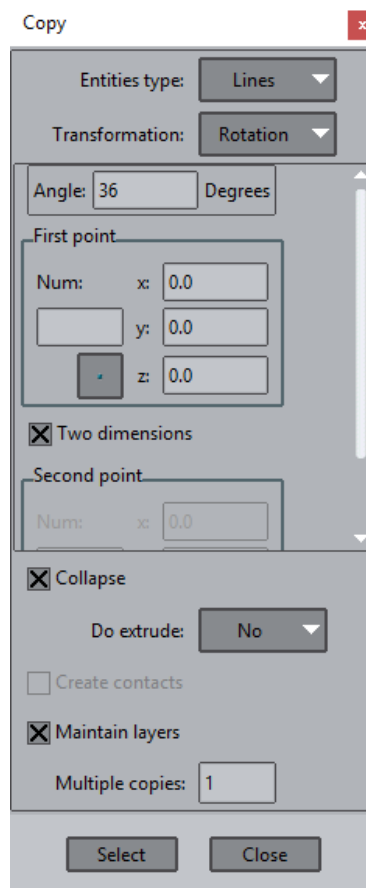 Copy x
Entities type: Lines
Transformation: Rotation
Angle: 36 Degrees
First point
Num: x: 0.0
y: 0.0
z: 0.0
Two dimensions
Second point
Num: x: 0.0
Collapse
Do extrude: No
Create contacts
Maintain layers
Multiple copies: 1
Select Close